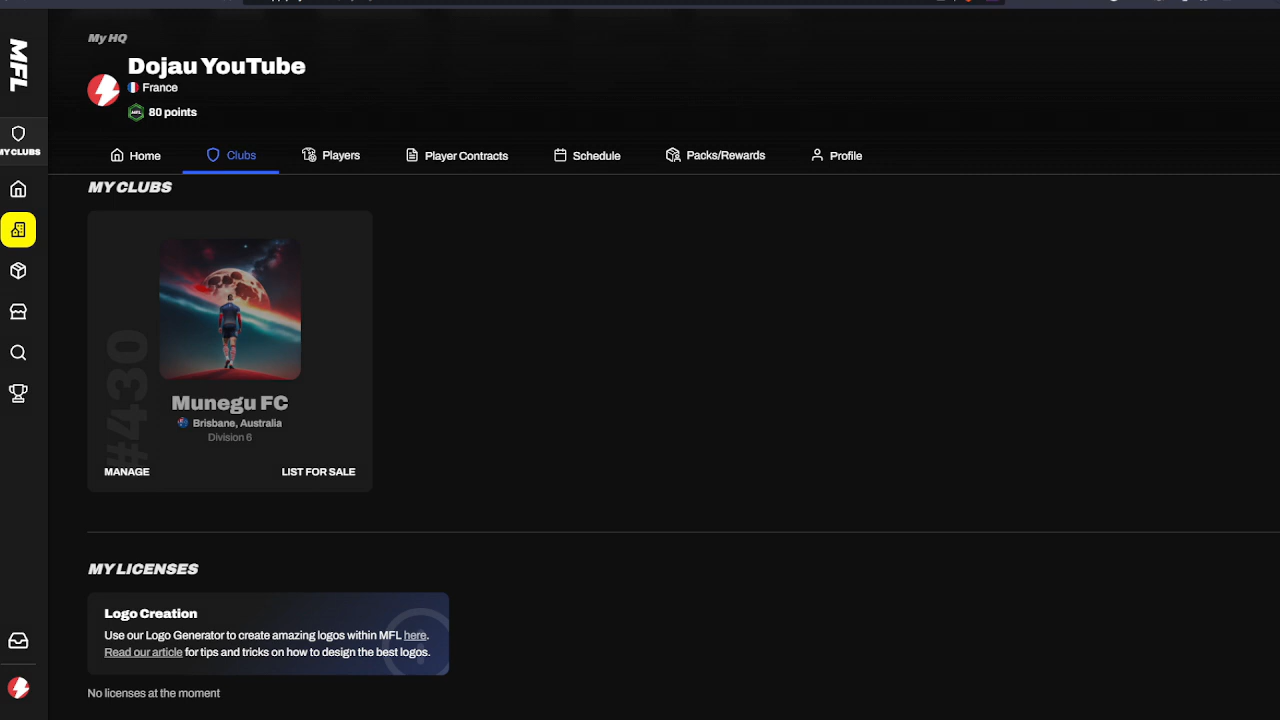 MFL
MY CLUBS
My HQ
Dojau YouTube
France
80 points
Home
Clubs
Players
Player Contracts
Schedule
Packs/Rewards
Profile
MY CLUBS
#430
Munegu FC
Brisbane, Australia
Division 6
MANAGE
LIST FOR SALE
MY LICENSES
Logo Creation
Use our Logo Generator to create amazing logos within MFL here.
Read our article for tips and tricks on how to design the best logos.
No licenses at the moment